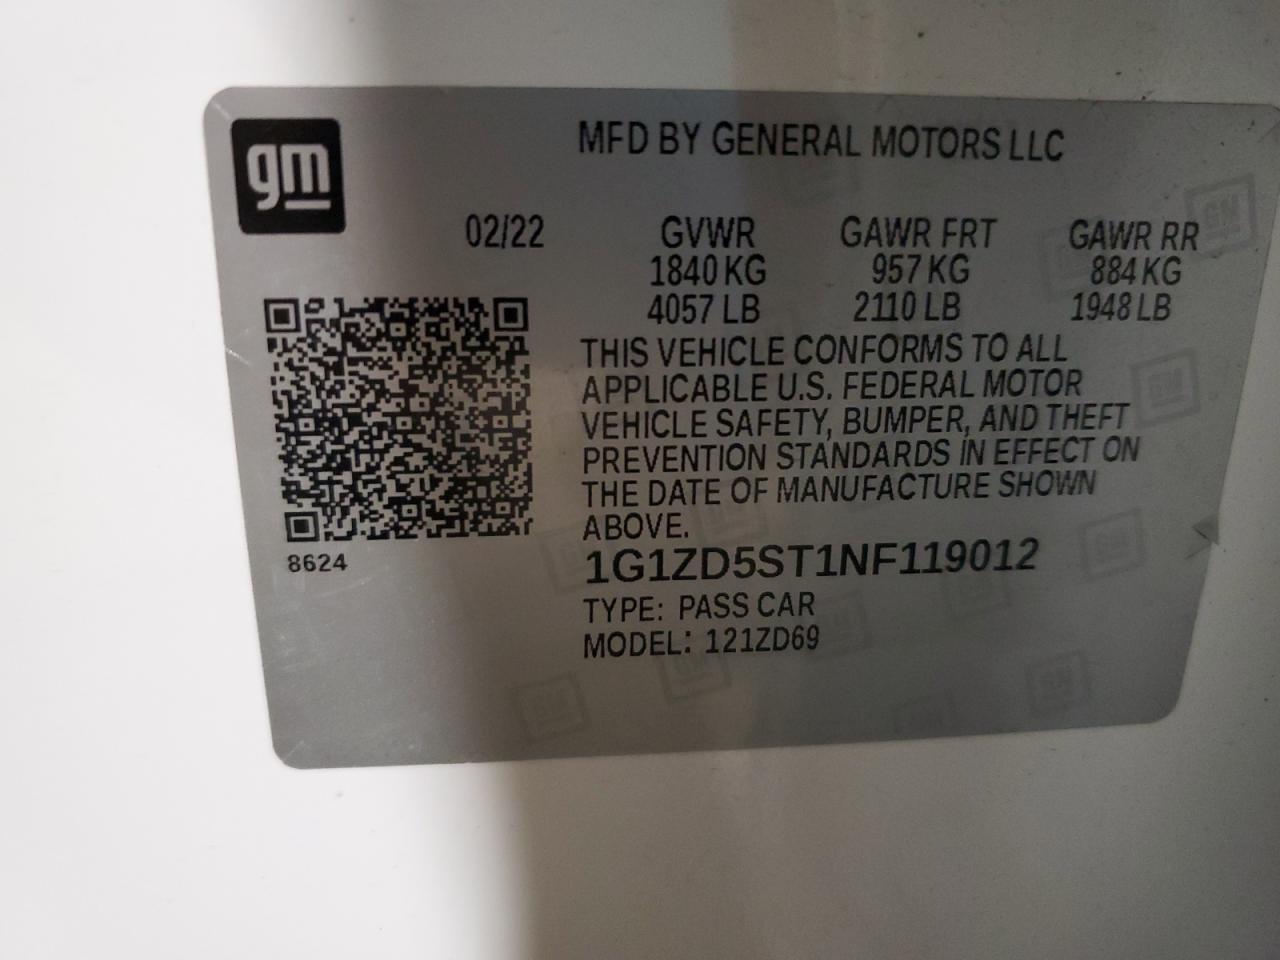 gm
MFD BY GENERAL MOTORS LLC
02/22 GVWR GAWR FRT GAWR RR
1840 KG 957 KG 884 KG
4057 LB 2110 LB 1948 LB
THIS VEHICLE CONFORMS TO ALL
APPLICABLE U.S. FEDERAL MOTOR
VEHICLE SAFETY, BUMPER, AND THEFT
PREVENTION STANDARDS IN EFFECT ON
THE DATE OF MANUFACTURE SHOWN
ABOVE.
8624
1G1ZD5ST1NF119012
TYPE: PASS CAR
MODEL: 121ZD69